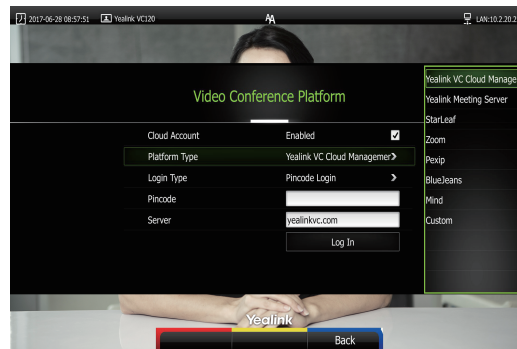 2017-06-28 08:57:51 Yealink VC120 LAN:10.2.20.2
Video Conference Platform
Cloud Account Enabled
Platform Type Yealink VC Cloud Managemer
Login Type Pincode Login
Pincode
Server yealinkvc.com
Log In
Yealink VC Cloud Manage
Yealink Meeting Server
StarLeaf
Zoom
Pexip
BlueJeans
Mind
Custom
Yealink
Back